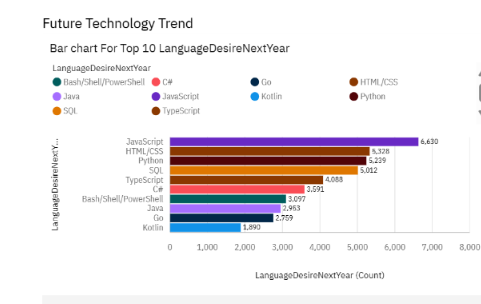 Future Technology Trend
Bar chart For Top 10 LanguageDesireNextYear
LanguageDesireNextYear
Bash/Shell/PowerShell C# Go HTML/CSS
Java JavaScript Kotlin Python
SQL TypeScript
LanguageDesireNextY...
JavaScript 6,630
HTML/CSS 5,328
Python 5,239
SQL 5,012
TypeScript 4,088
C# 3,591
Bash/Shell/PowerShell 3,097
Java 2,953
Go 2,759
Kotlin 1,890
0 1,000 2,000 3,000 4,000 5,000 6,000 7,000 8,000
LanguageDesireNextYear (Count)